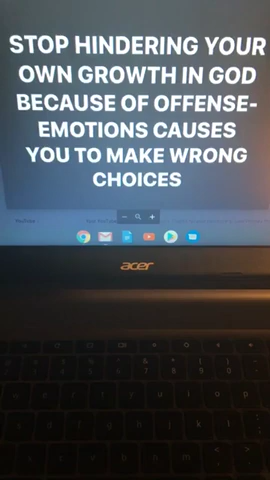 STOP HINDERING YOUR
OWN GROWTH IN GOD
BECAUSE OF OFFENSE-
EMOTIONS CAUSES
YOU TO MAKE WRONG
CHOICES
acer